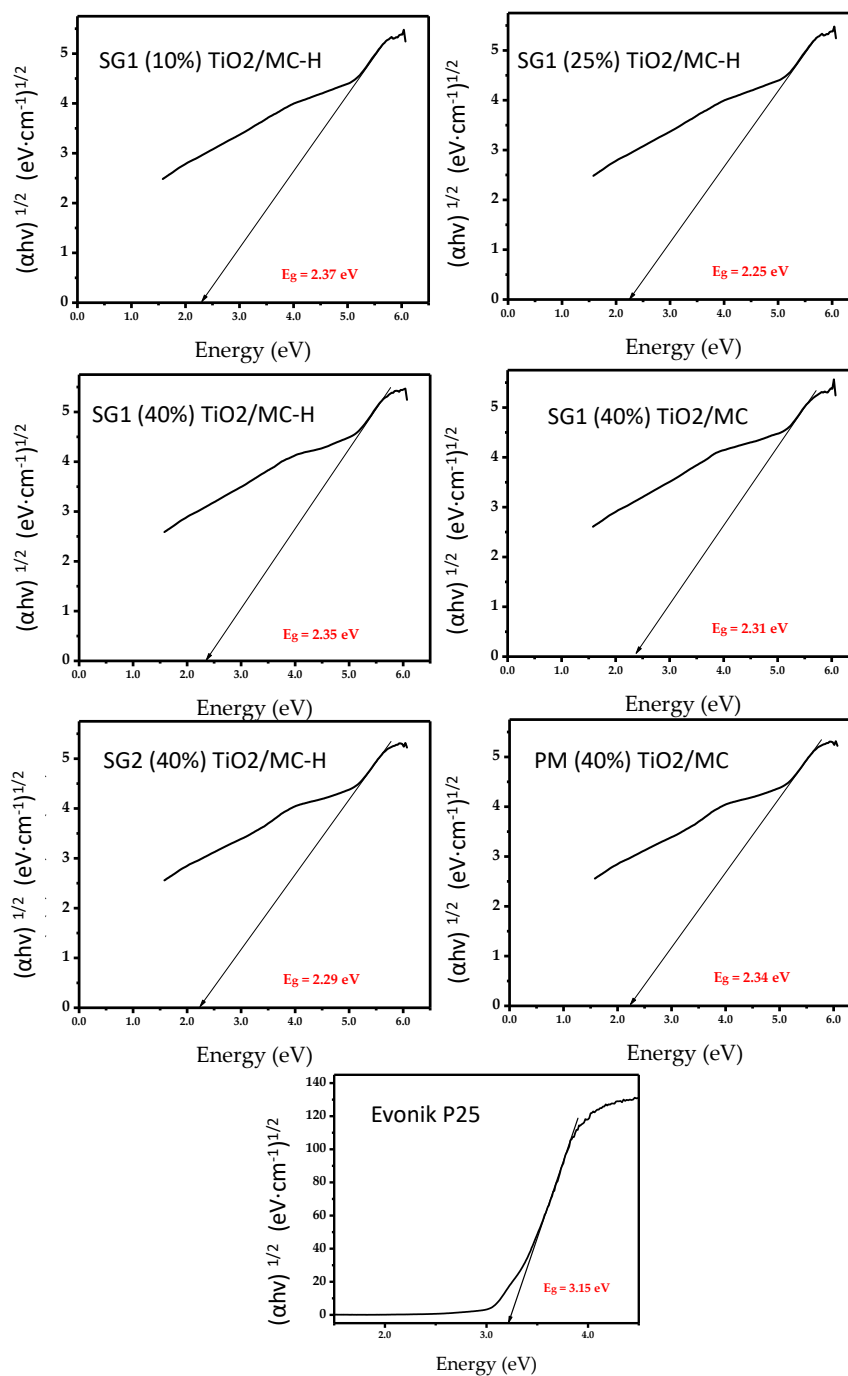 SG1 (10%) TiO2/MC-H
(αhν) 1/2 (eV·cm-1)1/2
5
4
3
2
1
0
Eg = 2.37 eV
0.0 1.0 2.0 3.0 4.0 5.0 6.0
Energy (eV)
SG1 (25%) TiO2/MC-H
(αhν) 1/2 (eV·cm-1)1/2
5
4
3
2
1
0
Eg = 2.25 eV
0.0 1.0 2.0 3.0 4.0 5.0 6.0
Energy (eV)
SG1 (40%) TiO2/MC-H
(αhν) 1/2 (eV·cm-1)1/2
5
4
3
2
1
0
Eg = 2.35 eV
0.0 1.0 2.0 3.0 4.0 5.0 6.0
Energy (eV)
SG1 (40%) TiO2/MC
(αhν) 1/2 (eV·cm-1)1/2
5
4
3
2
1
0
Eg = 2.31 eV
0.0 1.0 2.0 3.0 4.0 5.0 6.0
Energy (eV)
SG2 (40%) TiO2/MC-H
(αhν) 1/2 (eV·cm-1)1/2
5
4
3
2
1
0
Eg = 2.29 eV
0.0 1.0 2.0 3.0 4.0 5.0 6.0
Energy (eV)
PM (40%) TiO2/MC
(αhν) 1/2 (eV·cm-1)1/2
5
4
3
2
1
0
Eg = 2.34 eV
0.0 1.0 2.0 3.0 4.0 5.0 6.0
Energy (eV)
Evonik P25
(αhν) 1/2 (eV·cm-1)1/2
140
120
100
80
60
40
20
0
Eg = 3.15 eV
2.0 3.0 4.0
Energy (eV)